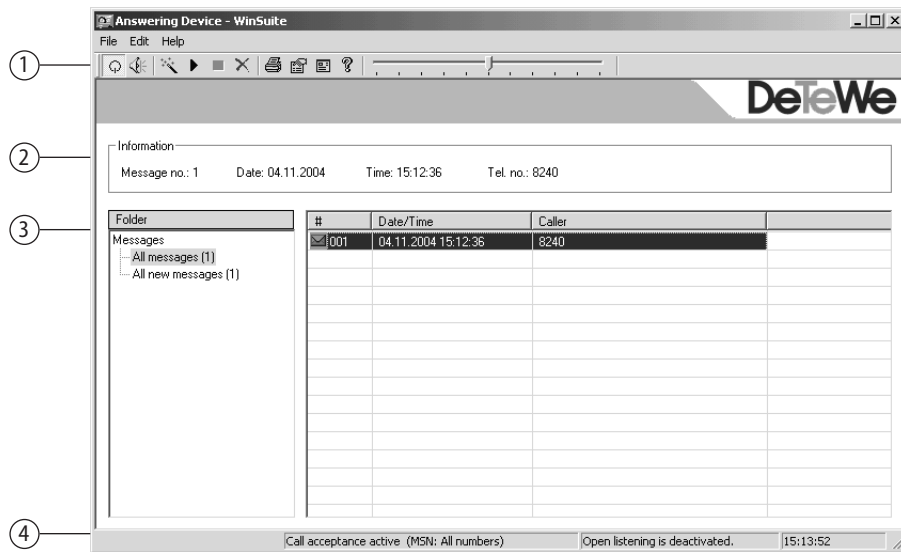 Answering Device - WinSuite
File Edit Help
1
DeTeWe
2
Information
Message no.: 1 Date: 04.11.2004 Time: 15:12:36 Tel. no.: 8240
3
Folder
# Date/Time Caller
Messages
001 04.11.2004 15:12:36 8240
All messages (1)
All new messages (1)
4
Call acceptance active (MSN: All numbers) Open listening is deactivated. 15:13:52